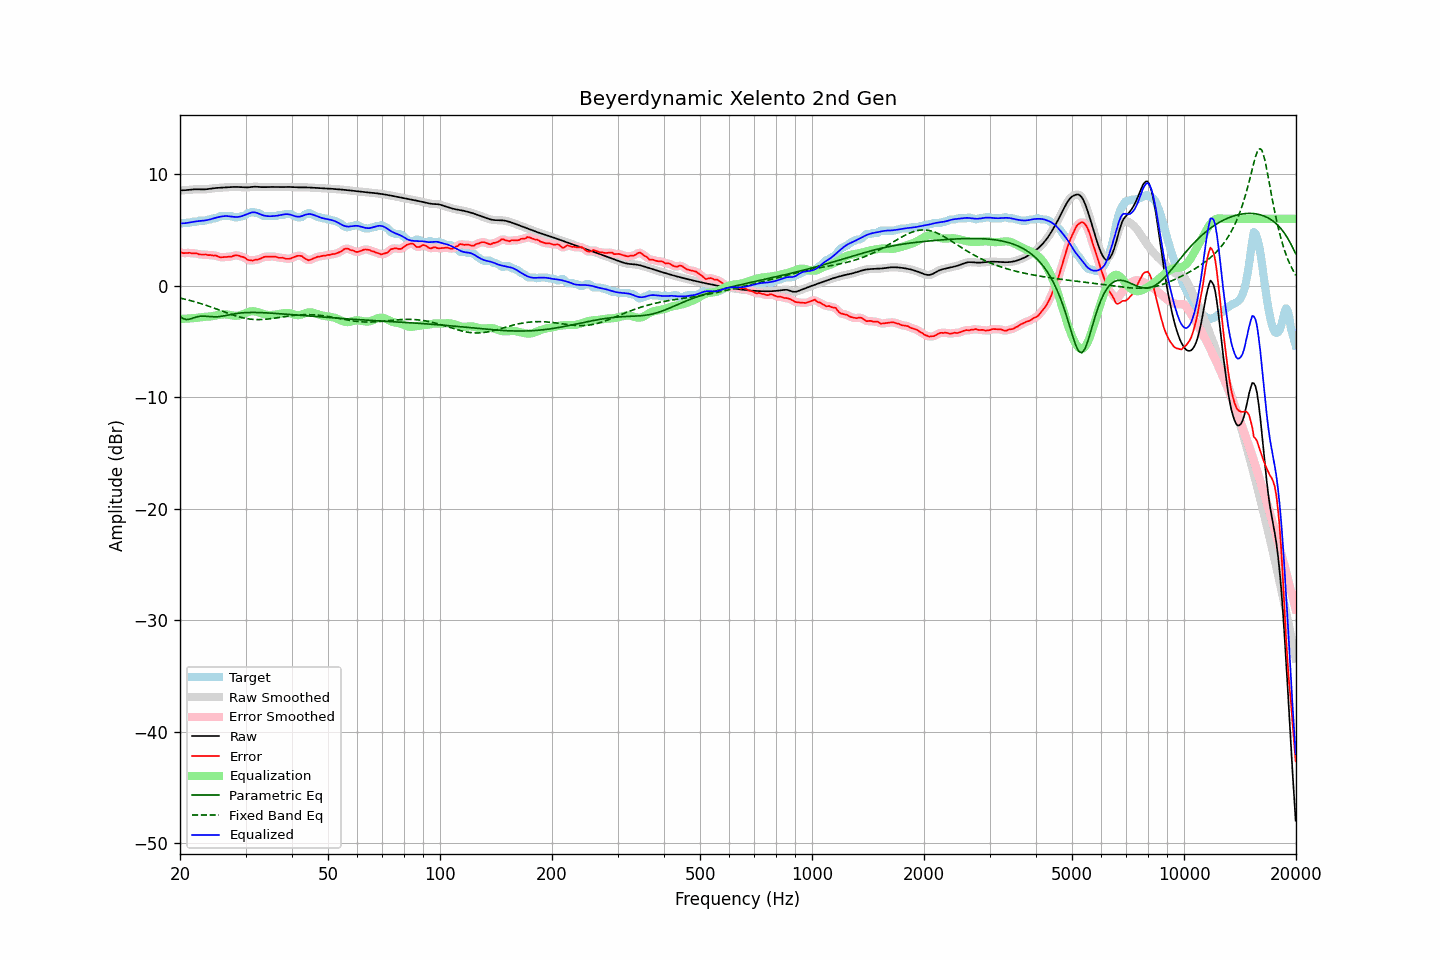 Beyerdynamic Xelento 2nd Gen
Amplitude (dBr)
10
0
−10
−20
−30
−40
−50
Target
Raw Smoothed
Error Smoothed
Raw
Error
Equalization
Parametric Eq
Fixed Band Eq
Equalized
20 50 100 200 500 1000 2000 5000 10000 20000
Frequency (Hz)